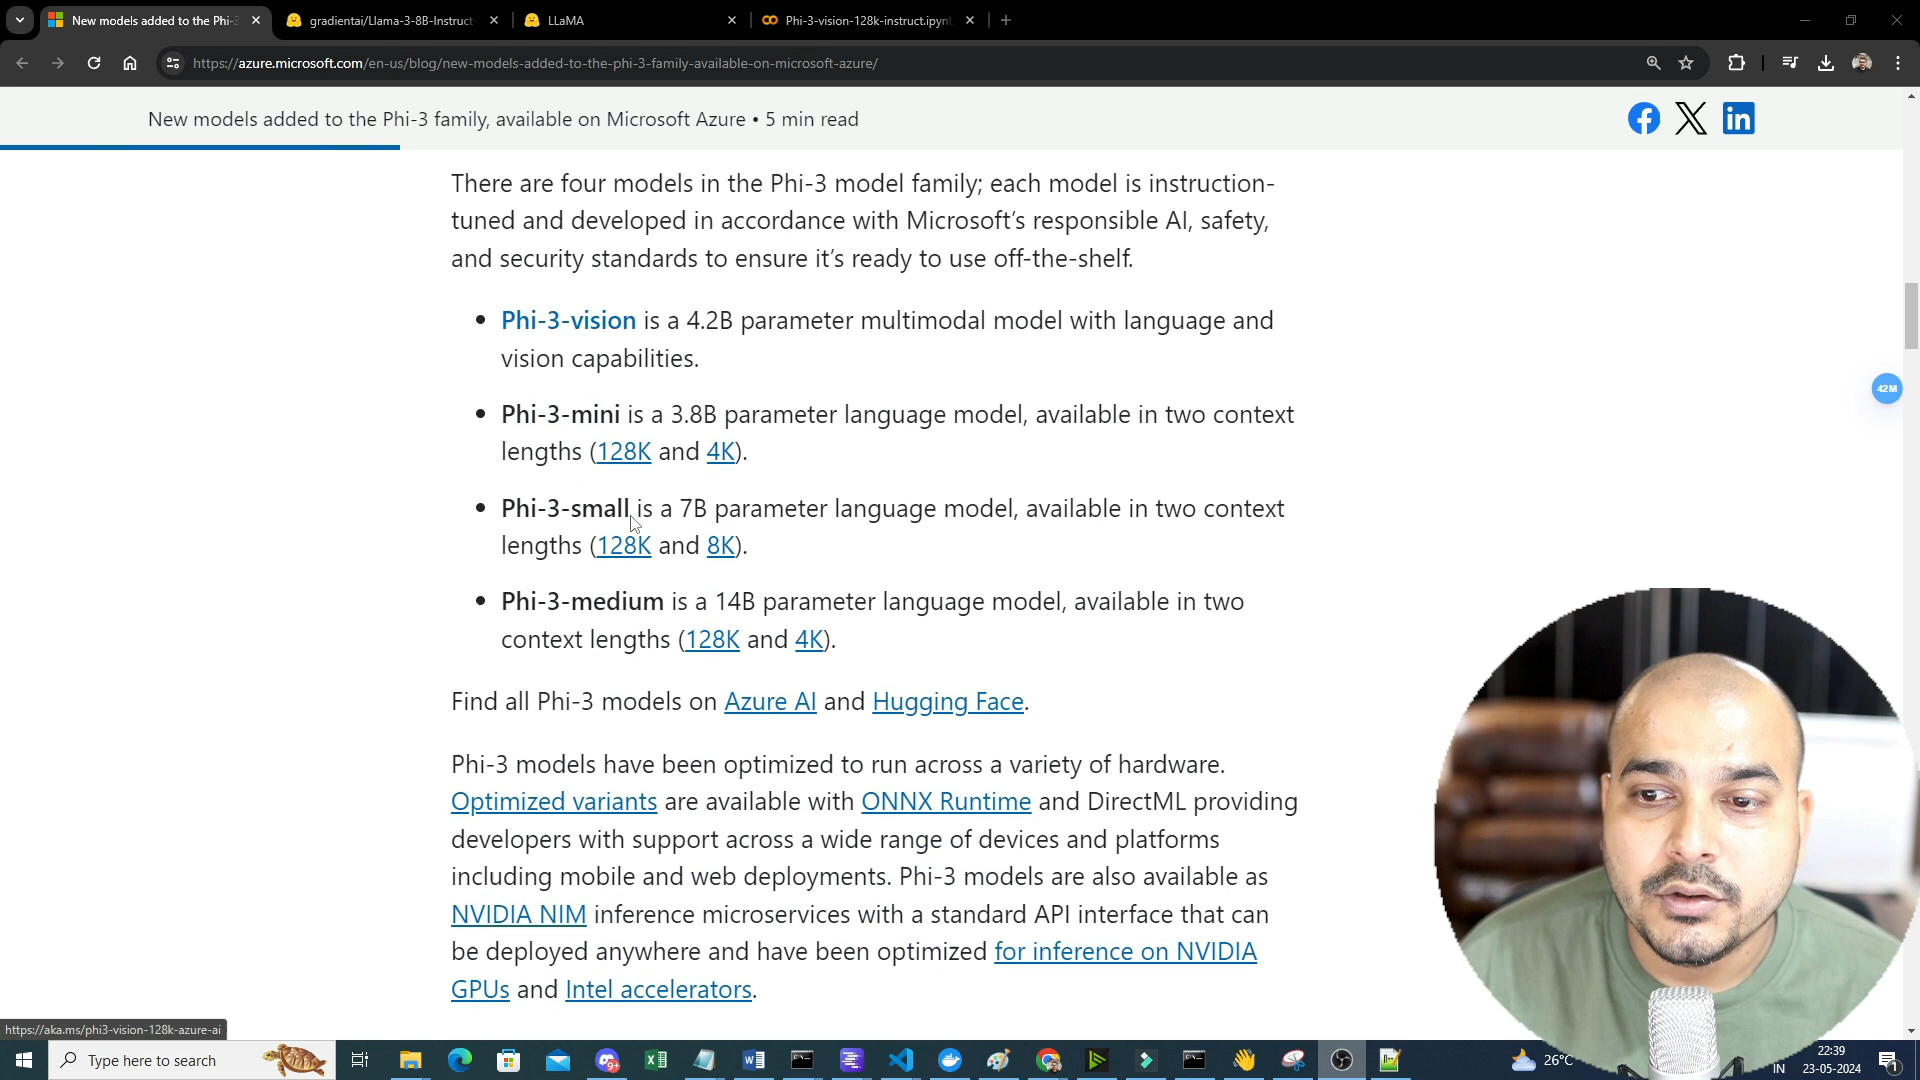 New models added to the Phi-3
gradientai/Llama-3-8B-Instruct
LLaMA
Phi-3-vision-128k-instruct.ipynb
https://azure.microsoft.com/en-us/blog/new-models-added-to-the-phi-3-family-available-on-microsoft-azure/
New models added to the Phi-3 family, available on Microsoft Azure • 5 min read
There are four models in the Phi-3 model family; each model is instruction-
tuned and developed in accordance with Microsoft’s responsible AI, safety,
and security standards to ensure it’s ready to use off-the-shelf.
• Phi-3-vision is a 4.2B parameter multimodal model with language and
vision capabilities.
42M
• Phi-3-mini is a 3.8B parameter language model, available in two context
lengths (128K and 4K).
• Phi-3-small is a 7B parameter language model, available in two context
lengths (128K and 8K).
• Phi-3-medium is a 14B parameter language model, available in two
context lengths (128K and 4K).
Find all Phi-3 models on Azure AI and Hugging Face.
Phi-3 models have been optimized to run across a variety of hardware.
Optimized variants are available with ONNX Runtime and DirectML providing
developers with support across a wide range of devices and platforms
including mobile and web deployments. Phi-3 models are also available as
NVIDIA NIM inference microservices with a standard API interface that can
be deployed anywhere and have been optimized for inference on NVIDIA
GPUs and Intel accelerators.
https://aka.ms/phi3-vision-128k-azure-ai
Type here to search
26°C
IN
22:39
23-05-2024
1